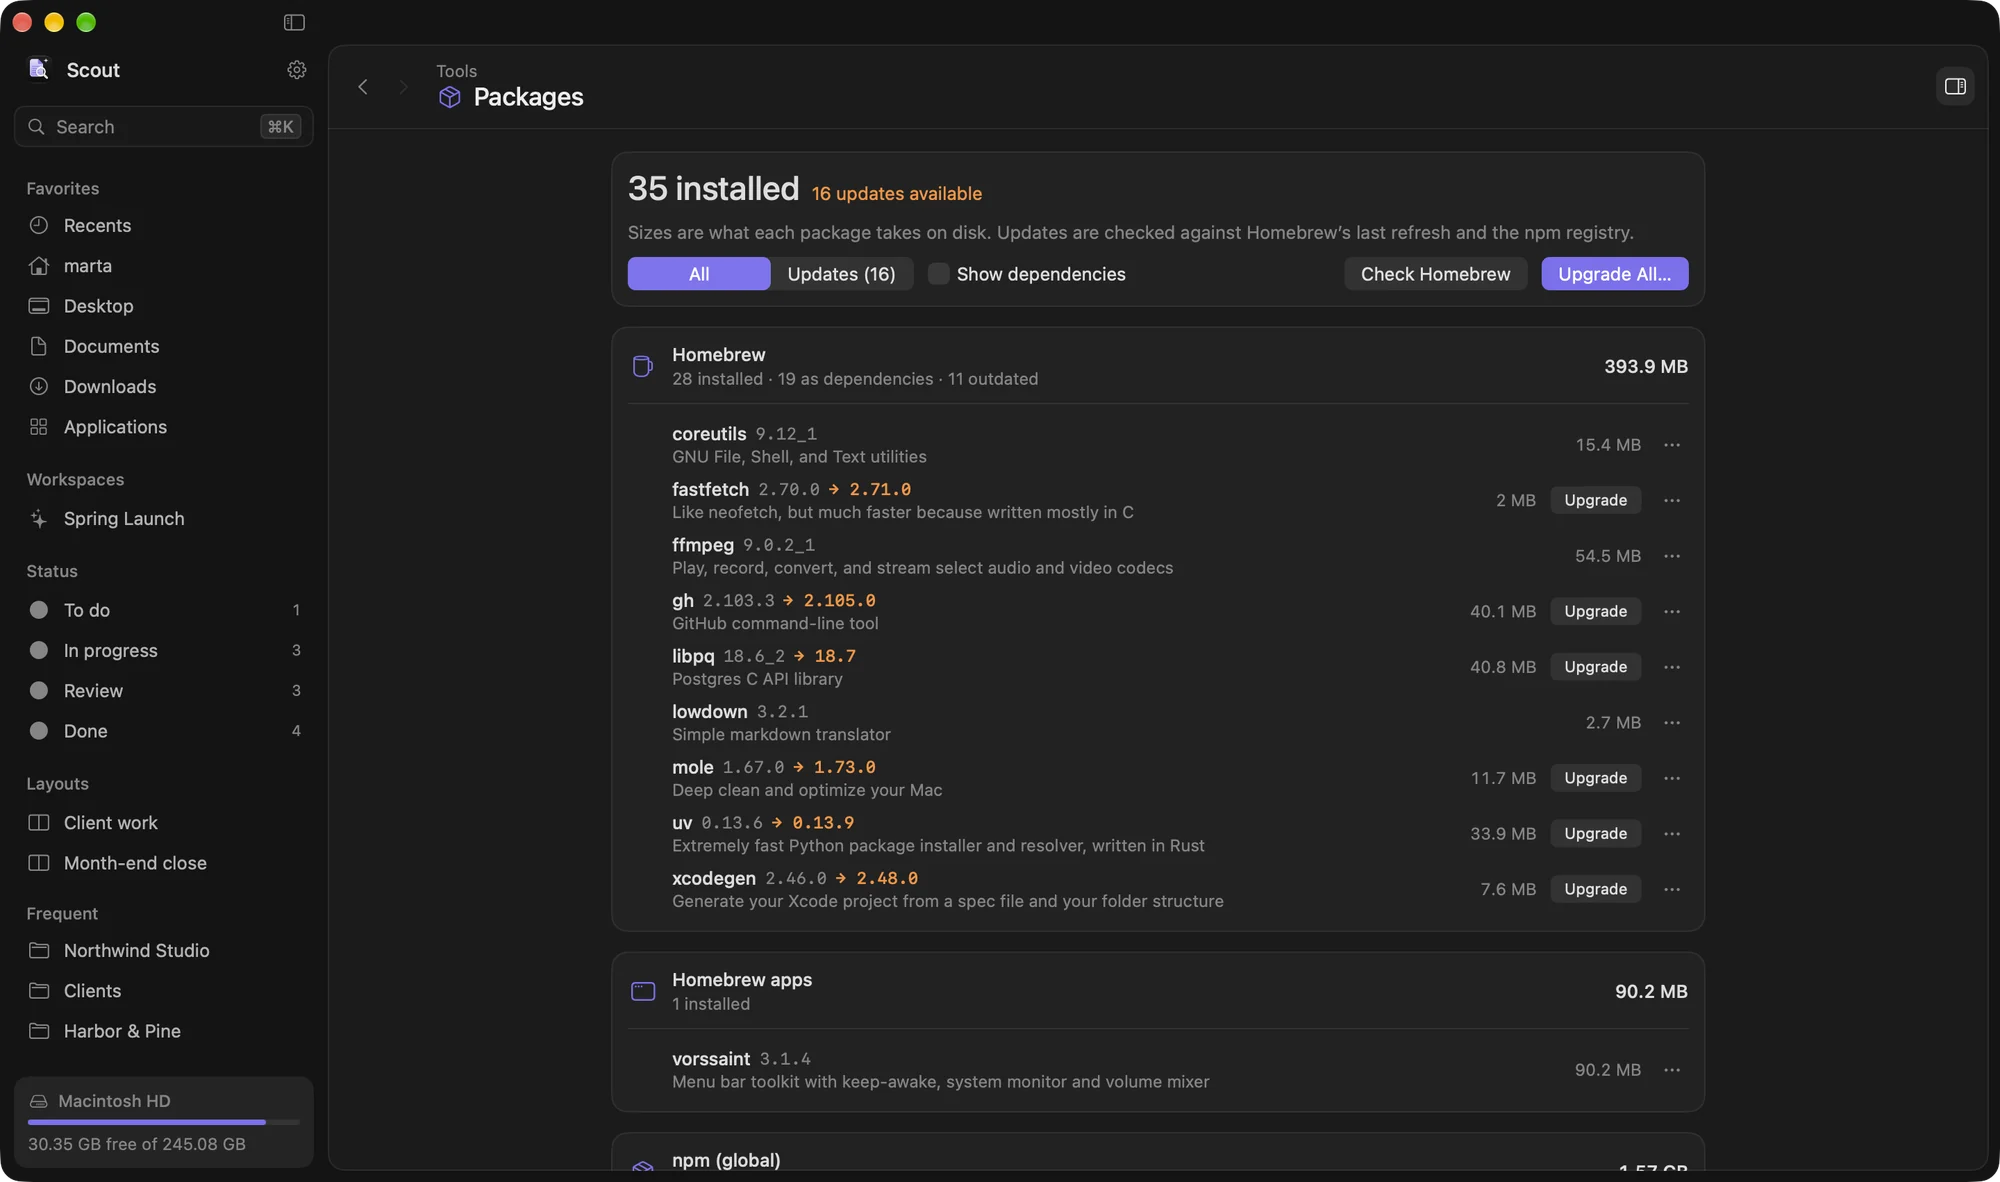 Scout
Search ⌘K
Favorites
Recents
marta
Desktop
Documents
Downloads
Applications
Workspaces
Spring Launch
Status
To do 1
In progress 3
Review 3
Done 4
Layouts
Client work
Month-end close
Frequent
Northwind Studio
Clients
Harbor & Pine
Macintosh HD
30.35 GB free of 245.08 GB
Tools
Packages
35 installed 16 updates available
Sizes are what each package takes on disk. Updates are checked against Homebrew’s last refresh and the npm registry.
All Updates (16) Show dependencies Check Homebrew Upgrade All...
Homebrew
28 installed · 19 as dependencies · 11 outdated
393.9 MB
coreutils 9.12_1
GNU File, Shell, and Text utilities
15.4 MB
fastfetch 2.70.0 → 2.71.0
Like neofetch, but much faster because written mostly in C
2 MB Upgrade
ffmpeg 9.0.2_1
Play, record, convert, and stream select audio and video codecs
54.5 MB
gh 2.103.3 → 2.105.0
GitHub command-line tool
40.1 MB Upgrade
libpq 18.6_2 → 18.7
Postgres C API library
40.8 MB Upgrade
lowdown 3.2.1
Simple markdown translator
2.7 MB
mole 1.67.0 → 1.73.0
Deep clean and optimize your Mac
11.7 MB Upgrade
uv 0.13.6 → 0.13.9
Extremely fast Python package installer and resolver, written in Rust
33.9 MB Upgrade
xcodegen 2.46.0 → 2.48.0
Generate your Xcode project from a spec file and your folder structure
7.6 MB Upgrade
Homebrew apps
1 installed
90.2 MB
vorssaint 3.1.4
Menu bar toolkit with keep-awake, system monitor and volume mixer
90.2 MB
npm (global)
1.57 GB